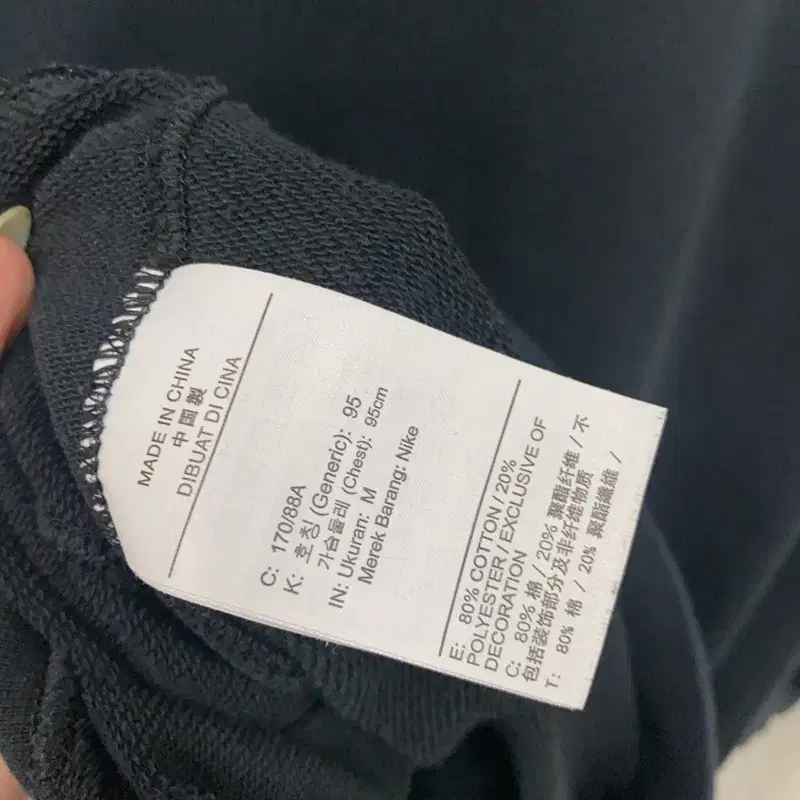 MADE IN CHINA
中国製
DIBUAT DI CINA
C: 170/88A
K: 호칭 (Generic): 95
가슴둘레 (Chest): 95cm
IN: Ukuran: M
Merek Barang: Nike
E: 80% COTTON / 20%
POLYESTER / EXCLUSIVE OF
DECORATION
C: 80% 棉 / 20% 聚酯纤维 / 不
包括装饰部分及非纤维物质
T: 80% 棉 / 20% 聚酯纖維 /